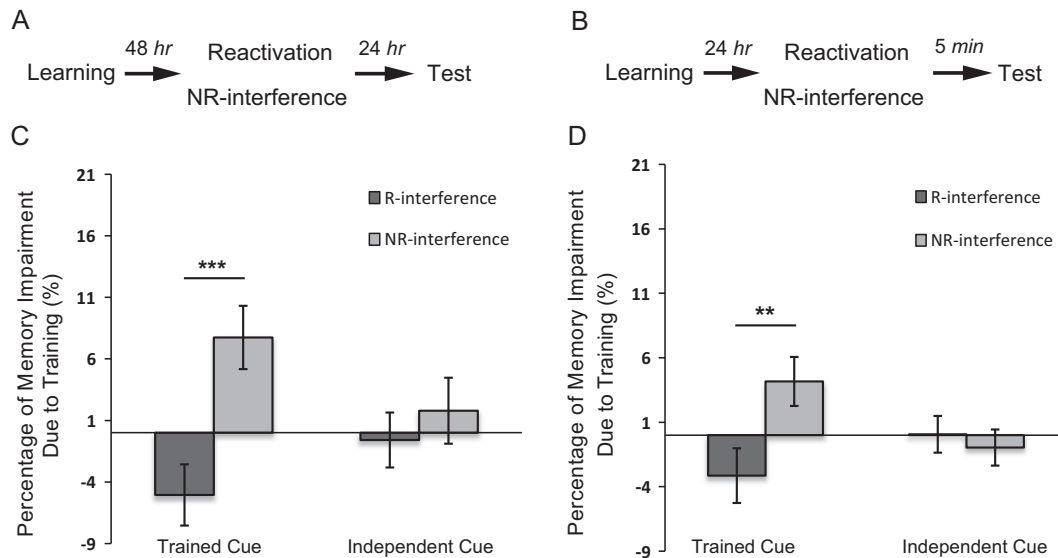 A
48 hr
Reactivation
24 hr
Learning
Test
NR-interference
B
24 hr
Reactivation
5 min
Learning
Test
NR-interference
C
Percentage of Memory Impairment
Due to Training (%)
21
16
11
6
1
-4
-9
R-interference
NR-interference
***
Trained Cue
Independent Cue
D
Percentage of Memory Impairment
Due to Training (%)
21
16
11
6
1
-4
-9
R-interference
NR-interference
**
Trained Cue
Independent Cue